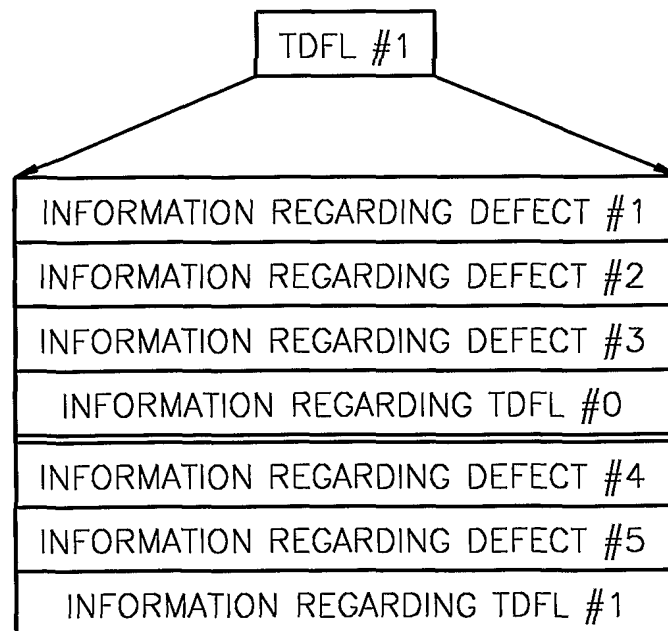 TDFL #1
INFORMATION REGARDING DEFECT #1
INFORMATION REGARDING DEFECT #2
INFORMATION REGARDING DEFECT #3
INFORMATION REGARDING TDFL #0
INFORMATION REGARDING DEFECT #4
INFORMATION REGARDING DEFECT #5
INFORMATION REGARDING TDFL #1